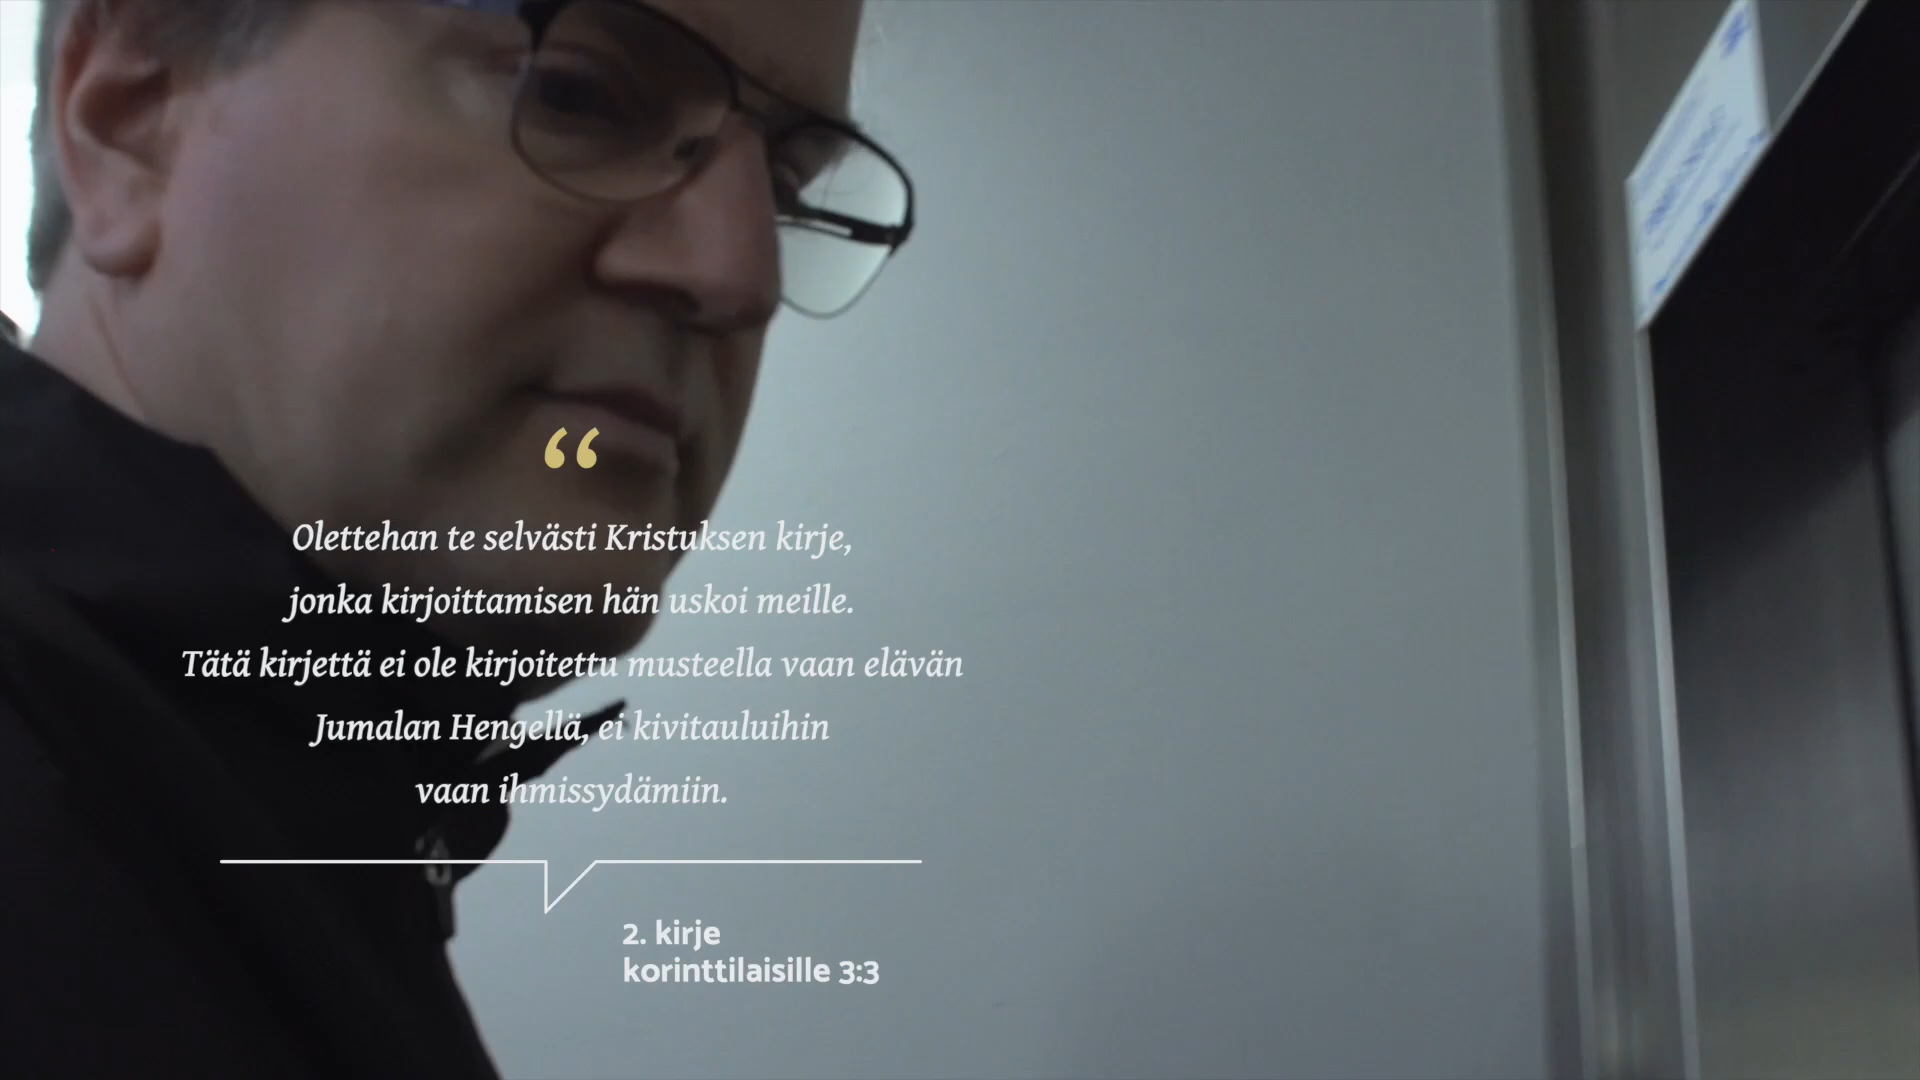 “
Olettehan te selvästi Kristuksen kirje,
jonka kirjoittamisen hän uskoi meille.
Tätä kirjettä ei ole kirjoitettu musteella vaan elävän
Jumalan Hengellä, ei kivitauluihin
vaan ihmissydämiin.
2. kirje
korinttilaisille 3:3